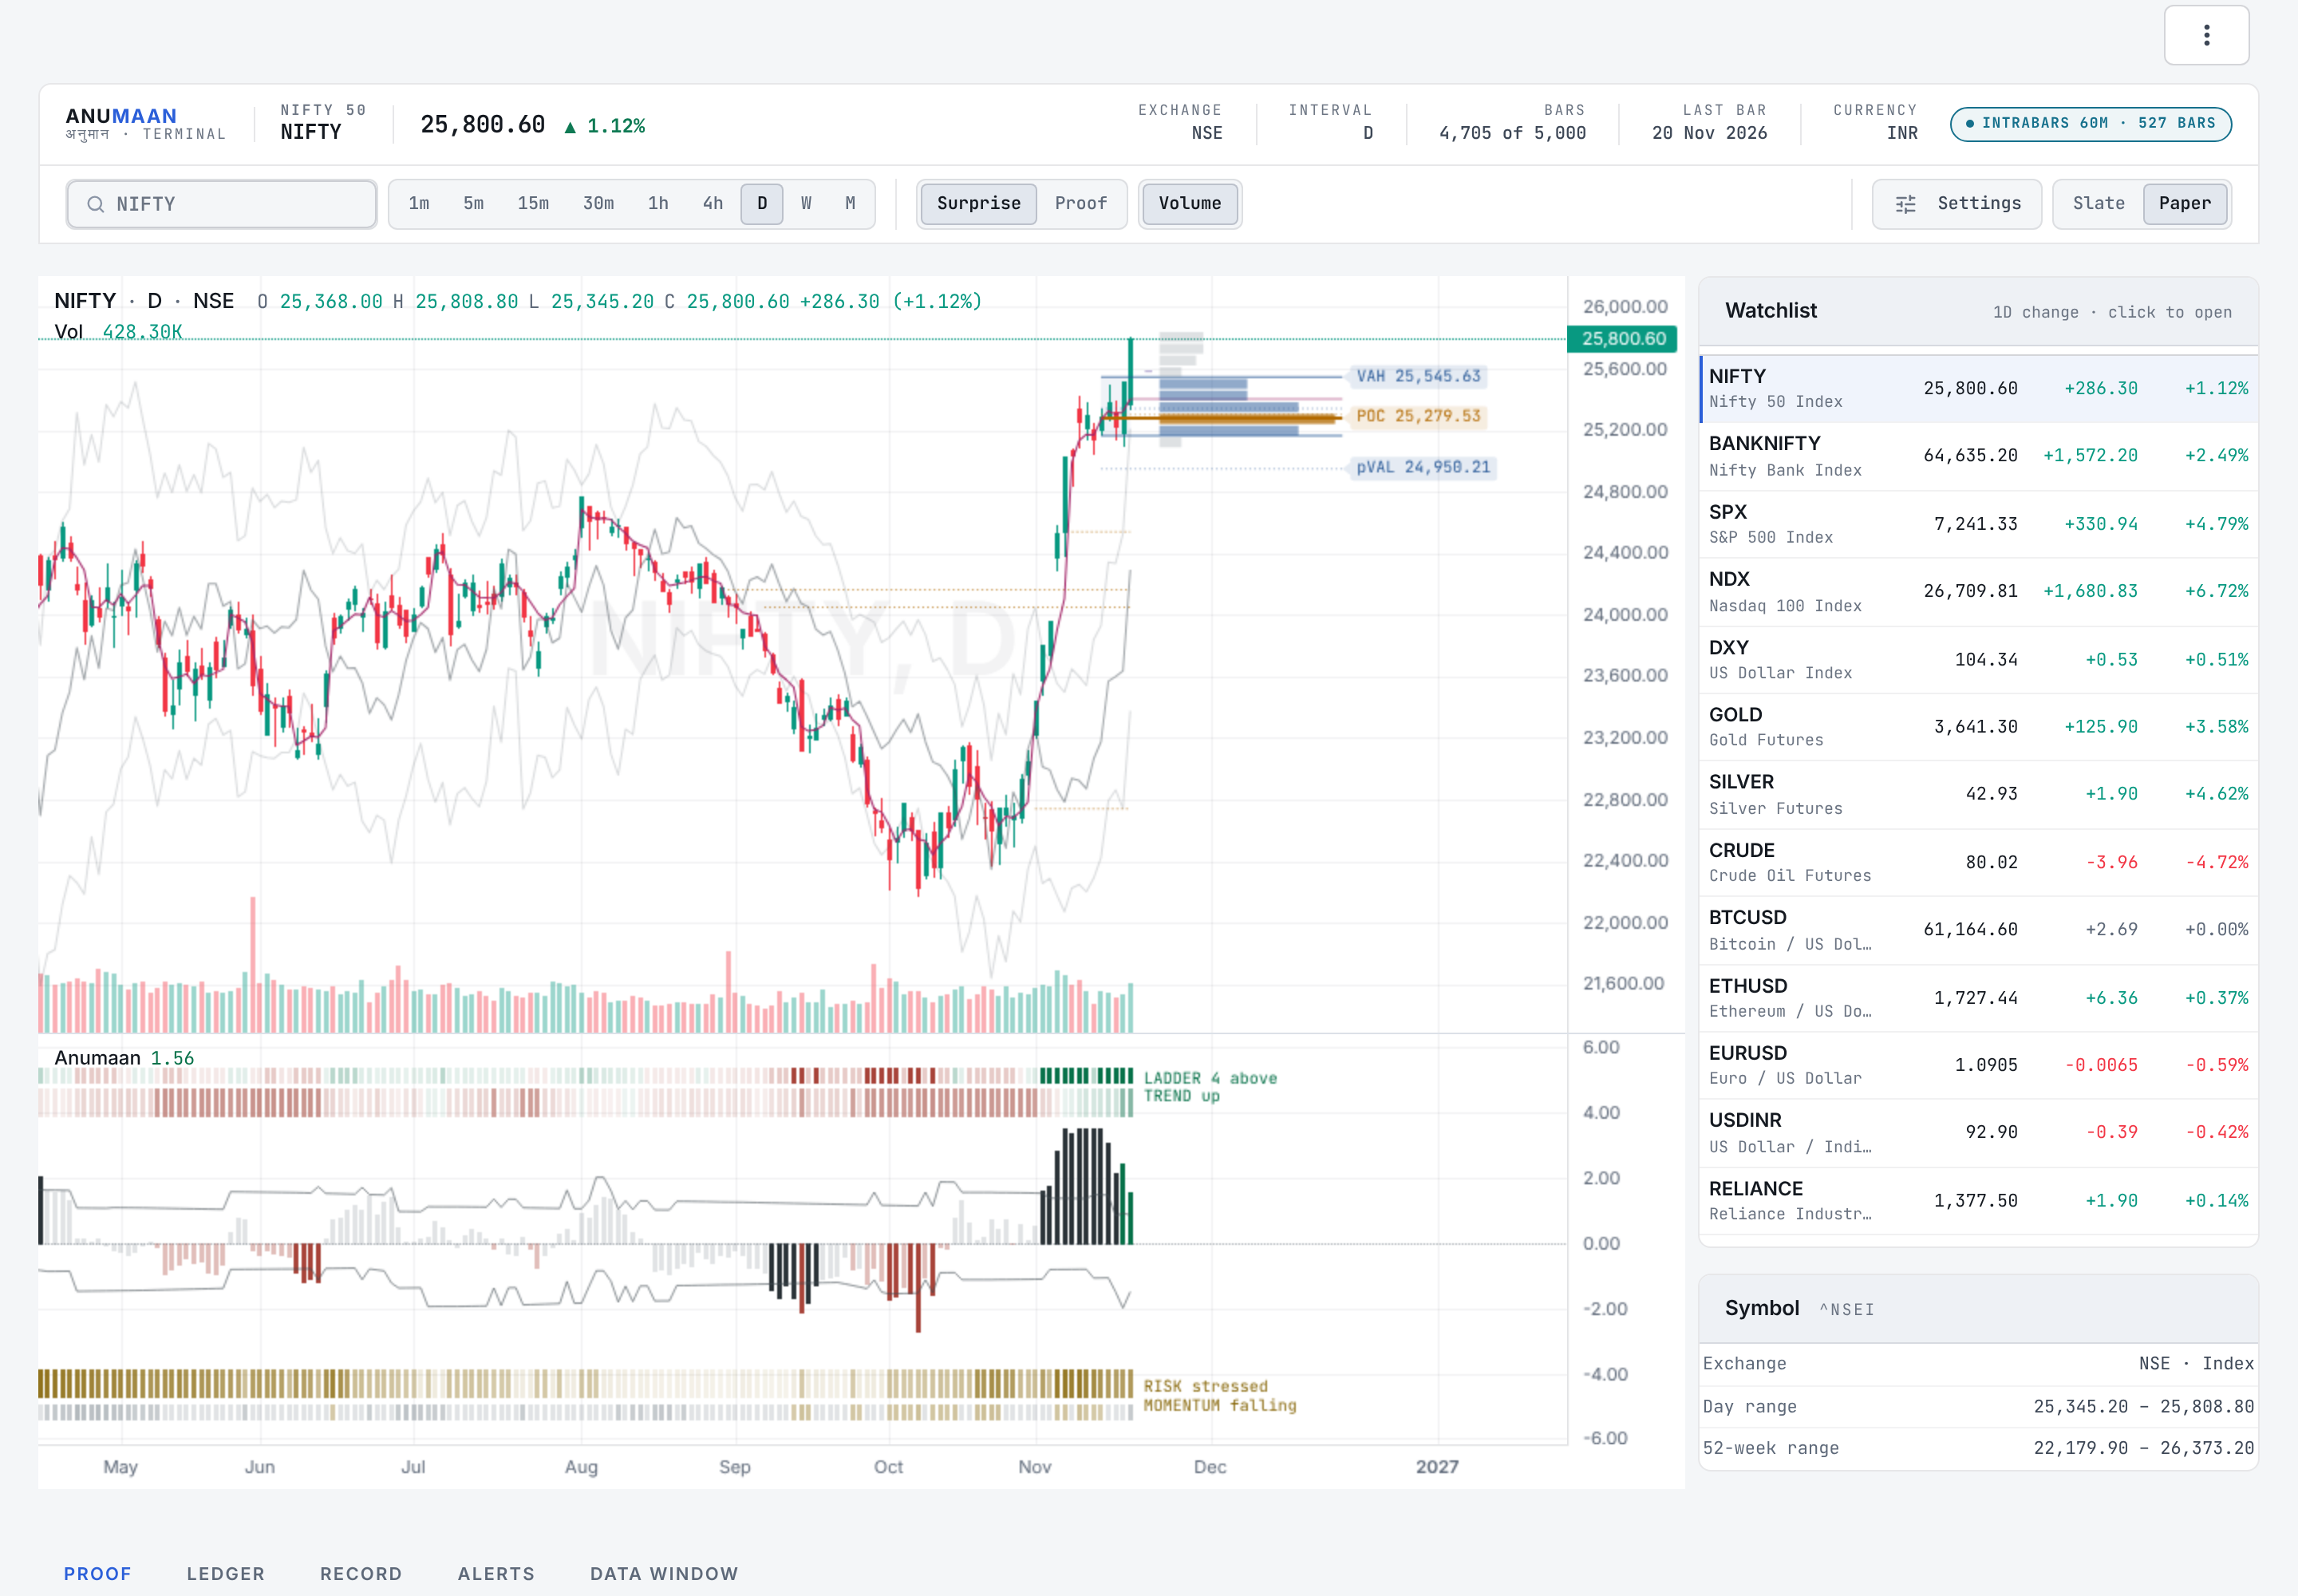 ANUMAAN
अनुमान · TERMINAL
NIFTY 50
NIFTY
25,800.60 ▲ 1.12%
EXCHANGE
NSE
INTERVAL
D
BARS
4,705 of 5,000
LAST BAR
20 Nov 2026
CURRENCY
INR
INTRABARS 60M · 527 BARS
NIFTY
1m 5m 15m 30m 1h 4h D W M
Surprise Proof
Volume
Settings
Slate Paper
NIFTY · D · NSE O 25,368.00 H 25,808.80 L 25,345.20 C 25,800.60 +286.30 (+1.12%)
Vol 428.30K
NIFTY, D
26,000.00
25,800.60
25,600.00
25,200.00
24,800.00
24,400.00
24,000.00
23,600.00
23,200.00
22,800.00
22,400.00
22,000.00
21,600.00
VAH 25,545.63
POC 25,279.53
pVAL 24,950.21
Anumaan 1.56
LADDER 4 above
TREND up
RISK stressed
MOMENTUM falling
6.00
4.00
2.00
0.00
-2.00
-4.00
-6.00
May Jun Jul Aug Sep Oct Nov Dec 2027
Watchlist 1D change · click to open
NIFTY 25,800.60 +286.30 +1.12%
Nifty 50 Index
BANKNIFTY 64,635.20 +1,572.20 +2.49%
Nifty Bank Index
SPX 7,241.33 +330.94 +4.79%
S&P 500 Index
NDX 26,709.81 +1,680.83 +6.72%
Nasdaq 100 Index
DXY 104.34 +0.53 +0.51%
US Dollar Index
GOLD 3,641.30 +125.90 +3.58%
Gold Futures
SILVER 42.93 +1.90 +4.62%
Silver Futures
CRUDE 80.02 -3.96 -4.72%
Crude Oil Futures
BTCUSD 61,164.60 +2.69 +0.00%
Bitcoin / US Dol…
ETHUSD 1,727.44 +6.36 +0.37%
Ethereum / US Do…
EURUSD 1.0905 -0.0065 -0.59%
Euro / US Dollar
USDINR 92.90 -0.39 -0.42%
US Dollar / Indi…
RELIANCE 1,377.50 +1.90 +0.14%
Reliance Industr…
Symbol ^NSEI
Exchange NSE · Index
Day range 25,345.20 – 25,808.80
52-week range 22,179.90 – 26,373.20
PROOF LEDGER RECORD ALERTS DATA WINDOW